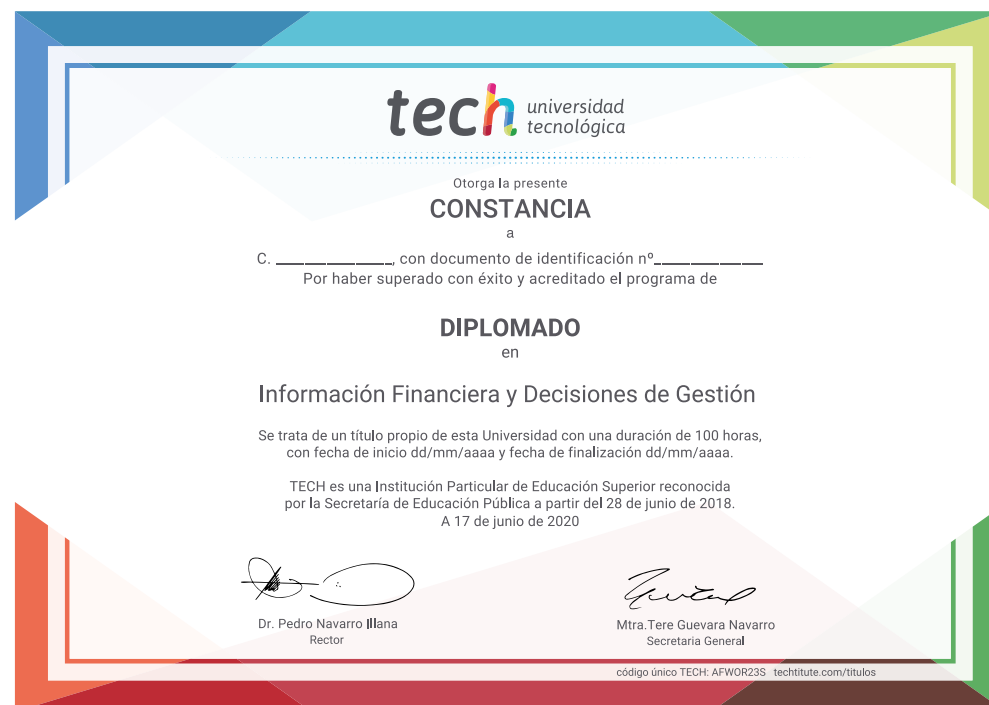 tech universidad
tecnológica
Otorga la presente
CONSTANCIA
a
C. ______________, con documento de identificación nº_____________
Por haber superado con éxito y acreditado el programa de
DIPLOMADO
en
Información Financiera y Decisiones de Gestión
Se trata de un título propio de esta Universidad con una duración de 100 horas,
con fecha de inicio dd/mm/aaaa y fecha de finalización dd/mm/aaaa.
TECH es una Institución Particular de Educación Superior reconocida
por la Secretaría de Educación Pública a partir del 28 de junio de 2018.
A 17 de junio de 2020
Dr. Pedro Navarro Illana
Rector
Mtra.Tere Guevara Navarro
Secretaria General
código único TECH: AFWOR23S techtitute.com/titulos